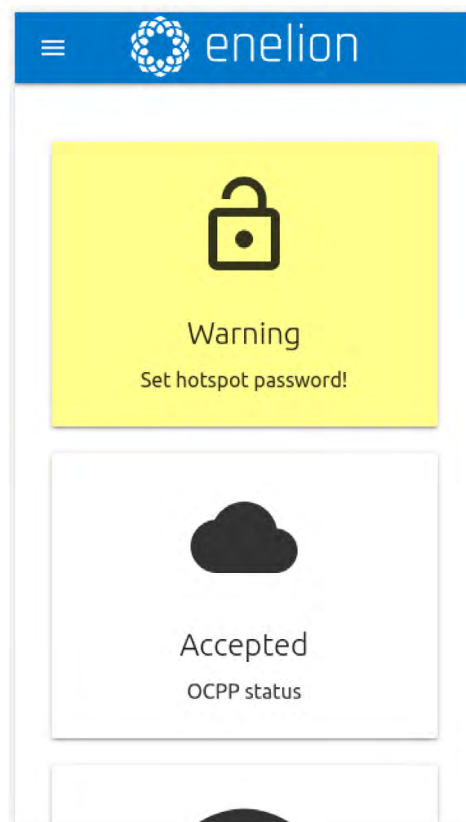 enelion
Warning
Set hotspot password!
Accepted
OCPP status